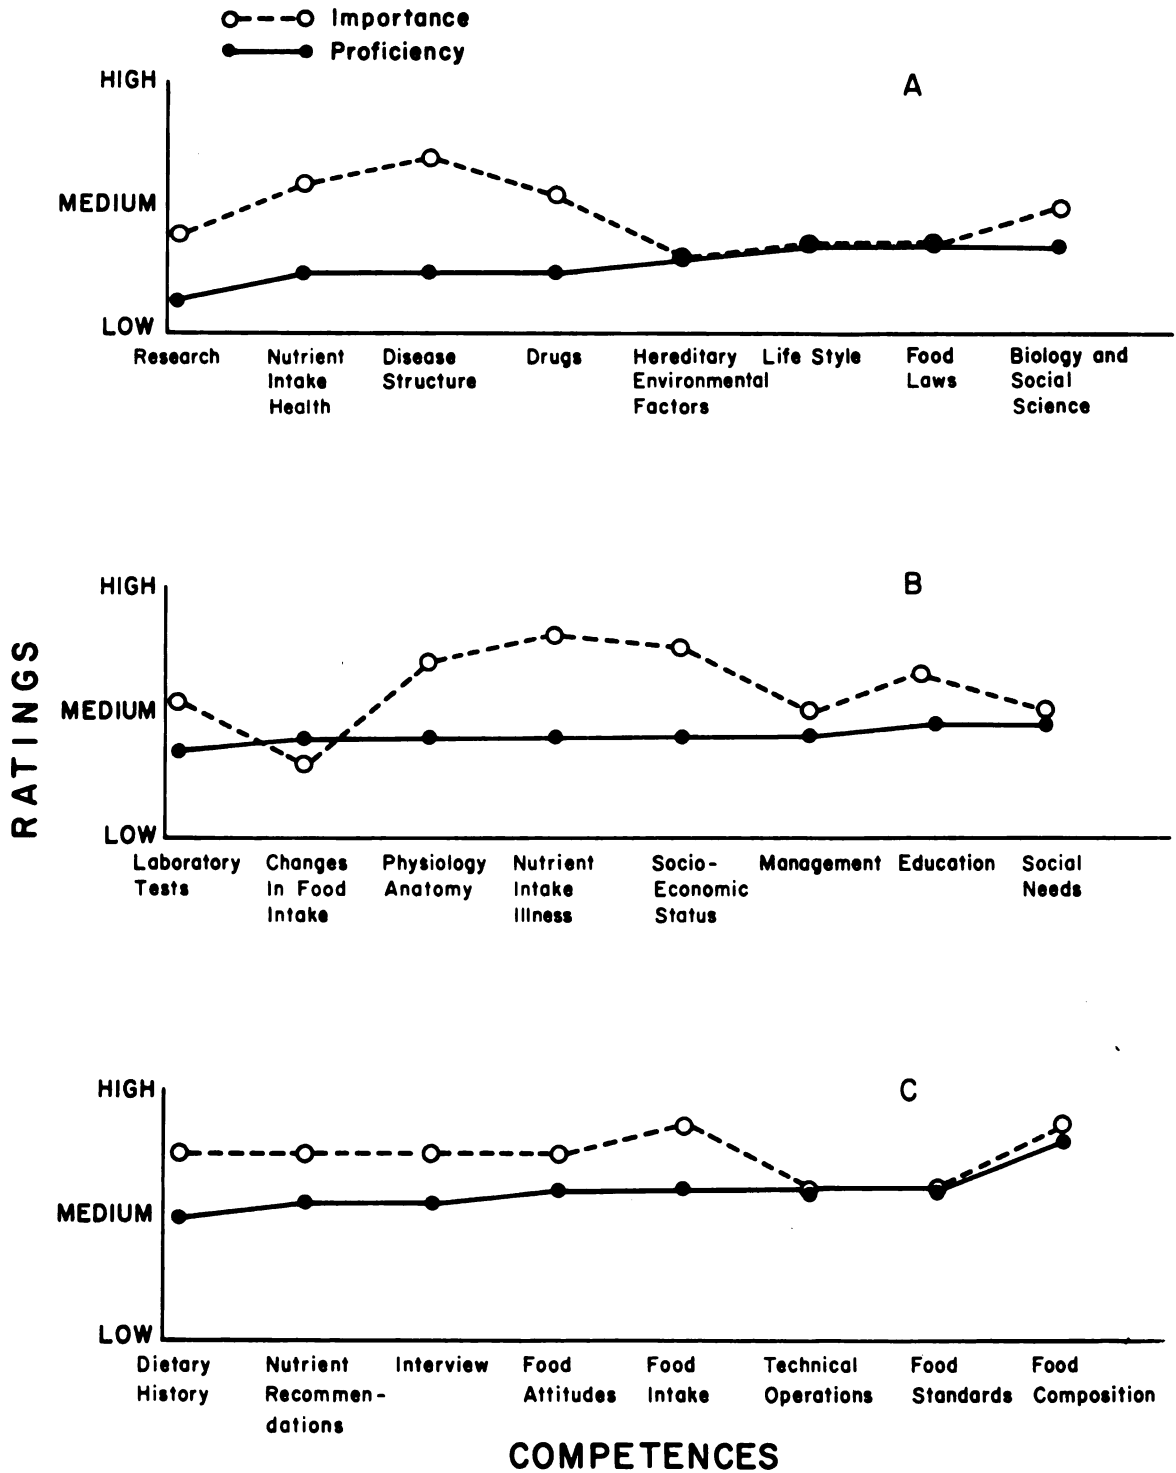 Importance
Proficiency
A
HIGH
MEDIUM
LOW
Research Nutrient Disease Drugs Hereditary Life Style Food Biology and
Intake Structure Environmental Laws Social
Health Factors Science
B
HIGH
MEDIUM
LOW
Laboratory Changes Physiology Nutrient Socio- Management Education Social
Tests In Food Anatomy Intake Economic Needs
Intake Illness Status
RATINGS
C
HIGH
MEDIUM
LOW
Dietary Nutrient Interview Food Food Technical Food Food
History Recommen- Attitudes Intake Operations Standards Composition
dations
COMPETENCES